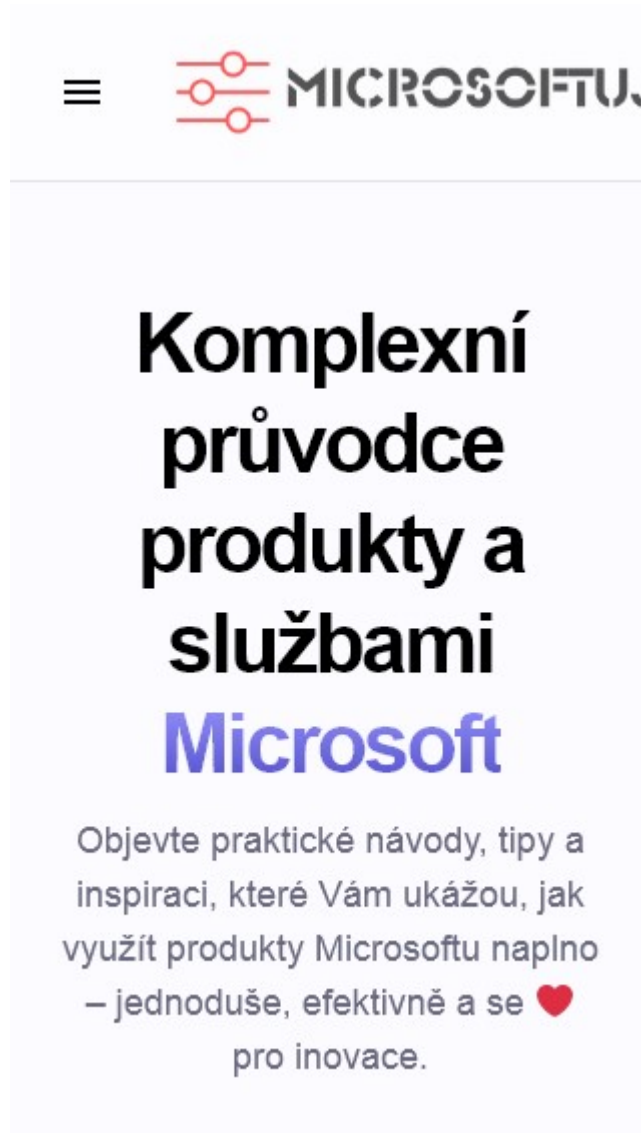 MICROSOFTUJ
Komplexní
průvodce
produkty a
službami
Microsoft
Objevte praktické návody, tipy a
inspiraci, které Vám ukážou, jak
využít produkty Microsoftu naplno
– jednoduše, efektivně a se ❤️
pro inovace.